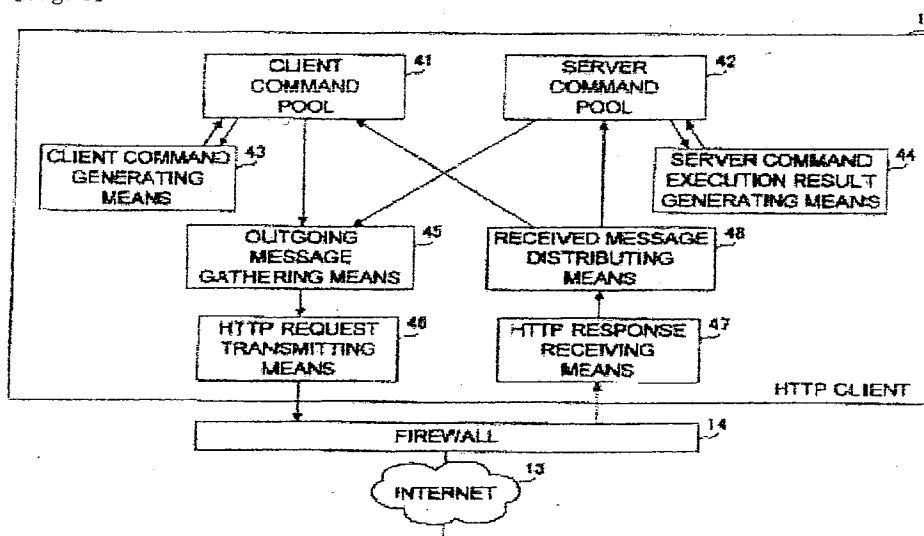 1
CLIENT
COMMAND
POOL
41
SERVER
COMMAND
POOL
42
CLIENT COMMAND
GENERATING
MEANS
43
SERVER COMMAND
EXECUTION RESULT
GENERATING MEANS
44
OUTGOING
MESSAGE
GATHERING MEANS
45
RECEIVED MESSAGE
DISTRIBUTING
MEANS
48
HTTP REQUEST
TRANSMITTING
MEANS
46
HTTP RESPONSE
RECEIVING
MEANS
47
HTTP CLIENT
FIREWALL
14
INTERNET
13